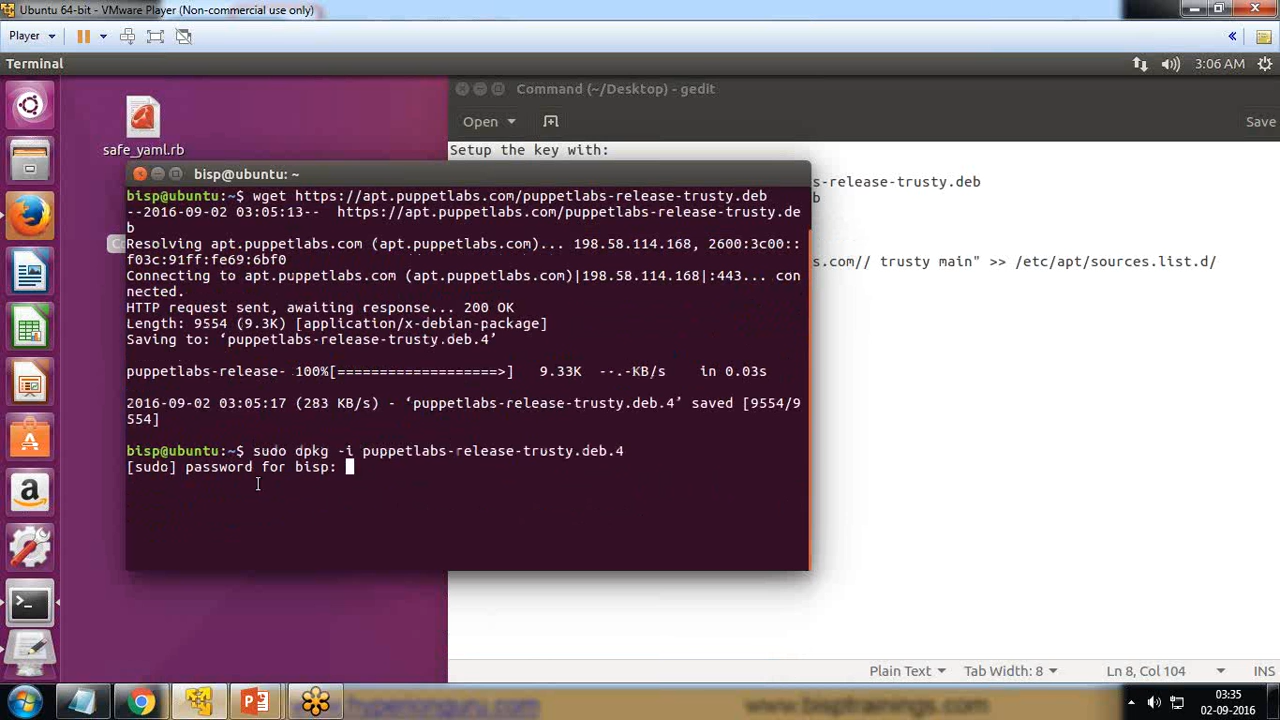 Ubuntu 64-bit - VMware Player (Non-commercial use only)
Player
Terminal
3:06 AM
safe_yaml.rb
Command (~/Desktop) - gedit
Open
Save
Setup the key with:
s-release-trusty.deb
b
s.com// trusty main" >> /etc/apt/sources.list.d/
bisp@ubuntu: ~
bisp@ubuntu:~$ wget https://apt.puppetlabs.com/puppetlabs-release-trusty.deb
--2016-09-02 03:05:13--  https://apt.puppetlabs.com/puppetlabs-release-trusty.de
b
Resolving apt.puppetlabs.com (apt.puppetlabs.com)... 198.58.114.168, 2600:3c00::
f03c:91ff:fe69:6bf0
Connecting to apt.puppetlabs.com (apt.puppetlabs.com)|198.58.114.168|:443... con
nected.
HTTP request sent, awaiting response... 200 OK
Length: 9554 (9.3K) [application/x-debian-package]
Saving to: ‘puppetlabs-release-trusty.deb.4’
puppetlabs-release- 100%[===================>]   9.33K  --.-KB/s    in 0.03s
2016-09-02 03:05:17 (283 KB/s) - ‘puppetlabs-release-trusty.deb.4’ saved [9554/9
554]
bisp@ubuntu:~$ sudo dpkg -i puppetlabs-release-trusty.deb.4
[sudo] password for bisp:
Plain Text
Tab Width: 8
Ln 8, Col 104
INS
www.bisptrainings.com
03:35
02-09-2016